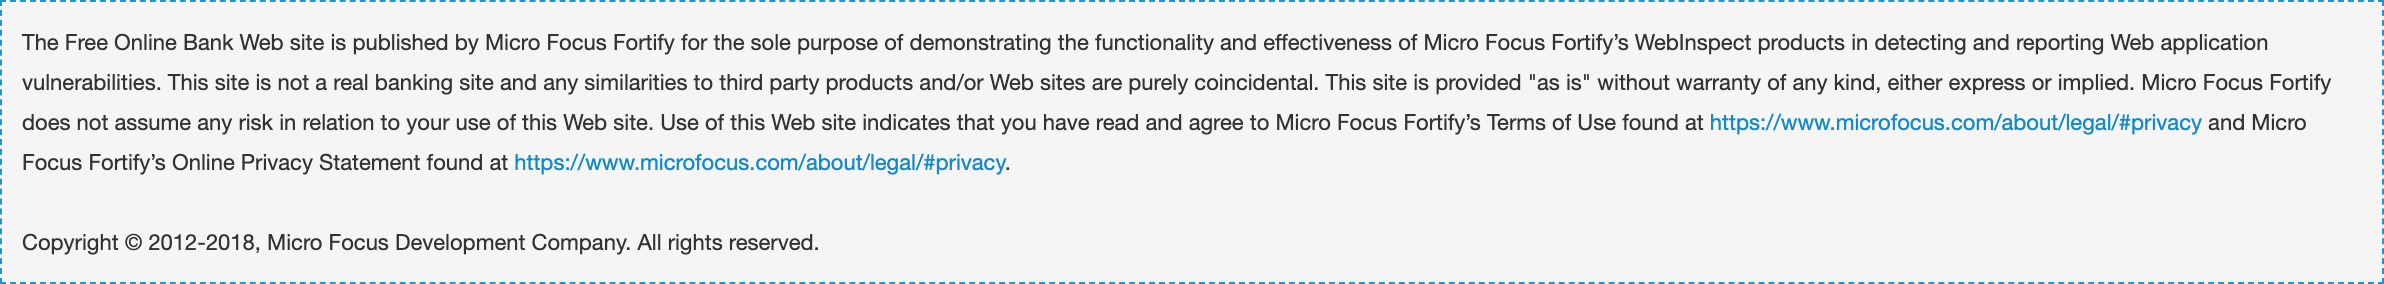 The Free Online Bank Web site is published by Micro Focus Fortify for the sole purpose of demonstrating the functionality and effectiveness of Micro Focus Fortify’s WebInspect products in detecting and reporting Web application
vulnerabilities. This site is not a real banking site and any similarities to third party products and/or Web sites are purely coincidental. This site is provided "as is" without warranty of any kind, either express or implied. Micro Focus Fortify
does not assume any risk in relation to your use of this Web site. Use of this Web site indicates that you have read and agree to Micro Focus Fortify’s Terms of Use found at https://www.microfocus.com/about/legal/#privacy and Micro
Focus Fortify’s Online Privacy Statement found at https://www.microfocus.com/about/legal/#privacy.
Copyright © 2012-2018, Micro Focus Development Company. All rights reserved.